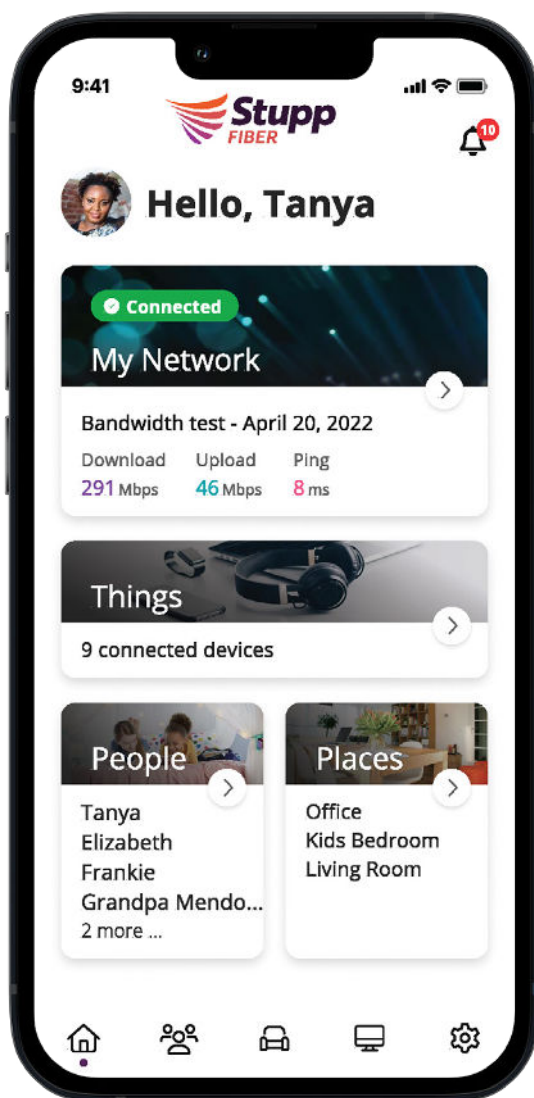 9:41
Stupp
FIBER
10
Hello, Tanya
Connected
My Network
Bandwidth test - April 20, 2022
Download Upload Ping
291 Mbps 46 Mbps 8 ms
Things
9 connected devices
People
Tanya
Elizabeth
Frankie
Grandpa Mendo...
2 more ...
Places
Office
Kids Bedroom
Living Room